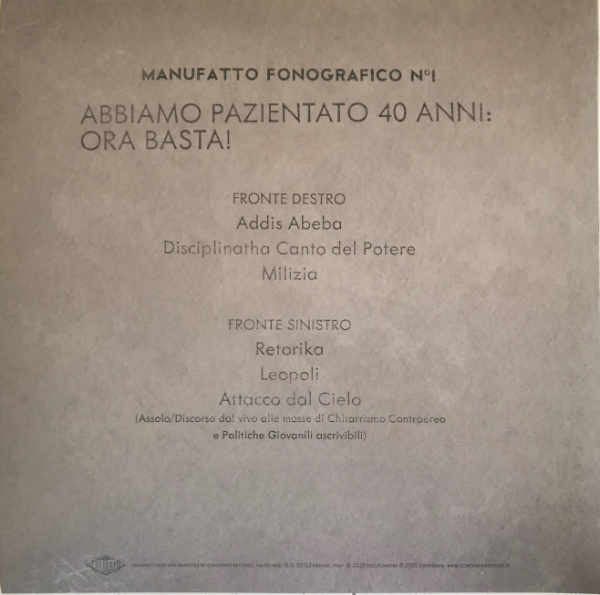 MANUFATTO FONOGRAFICO N°1
ABBIAMO PAZIENTATO 40 ANNI:
ORA BASTA!
FRONTE DESTRO
Addis Abeba
Disciplinatha Canto del Potere
Milizia
FRONTE SINISTRO
Retorika
Leopoli
Attacco dal Cielo
(Assolo/Discorso dal vivo alle masse di Chitarrismo Contraereo
e Politiche Giovanili ascrivibili)